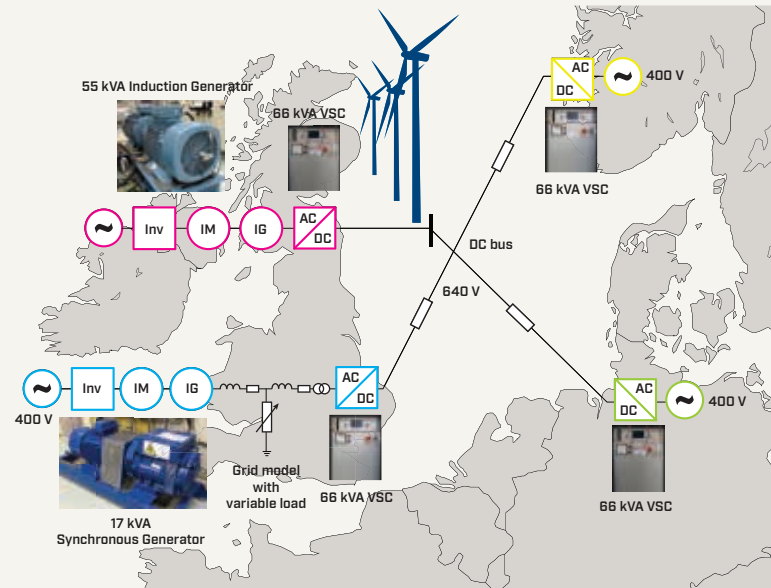 55 kVA Induction Generator
66 kVA VSC
AC
DC
~
400 V
66 kVA VSC
~
Inv
IM
IG
AC
DC
DC bus
640 V
~
400 V
Inv
IM
IG
AC
DC
AC
DC
~
400 V
Grid model
with
variable load
66 kVA VSC
66 kVA VSC
17 kVA
Synchronous Generator